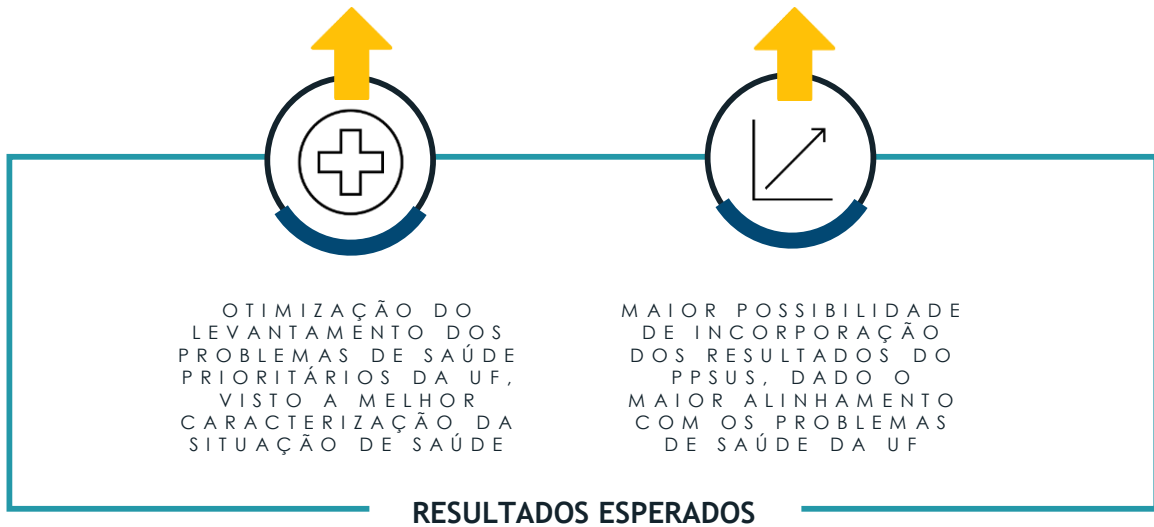 OTIMIZAÇÃO DO
LEVANTAMENTO DOS
PROBLEMAS DE SAÚDE
PRIORITÁRIOS DA UF,
VISTO A MELHOR
CARACTERIZAÇÃO DA
SITUAÇÃO DE SAÚDE
MAIOR POSSIBILIDADE
DE INCORPORAÇÃO
DOS RESULTADOS DO
PPSUS, DADO O
MAIOR ALINHAMENTO
COM OS PROBLEMAS
DE SAÚDE DA UF
RESULTADOS ESPERADOS